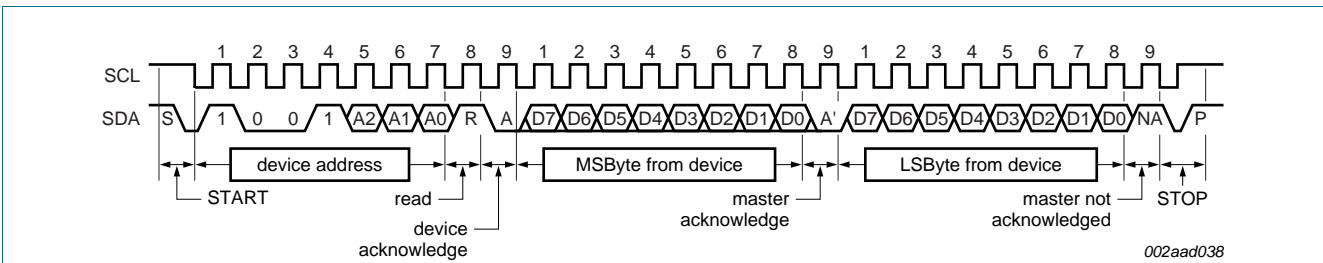 1 2 3 4 5 6 7 8 9 1 2 3 4 5 6 7 8 9 1 2 3 4 5 6 7 8 9
SCL
SDA S 1 0 0 1 A2 A1 A0 R A D7 D6 D5 D4 D3 D2 D1 D0 A' D7 D6 D5 D4 D3 D2 D1 D0 NA P
device address MSByte from device LSByte from device
START read master master not STOP
acknowledge acknowledged
device
acknowledge
002aad038